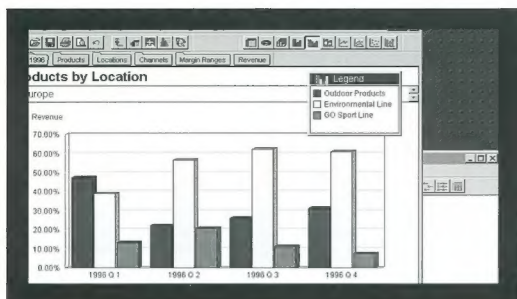 1996 Products Locations Channels Margin Ranges Revenue
oducts by Location
urope
Legend
Outdoor Products
Environmental Line
GO Sport Line
Revenue
70.00%
60.00%
50.00%
40.00%
30.00%
20.00%
10.00%
0.00%
1996 Q 1 1996 Q 2 1996 Q 3 1996 Q 4